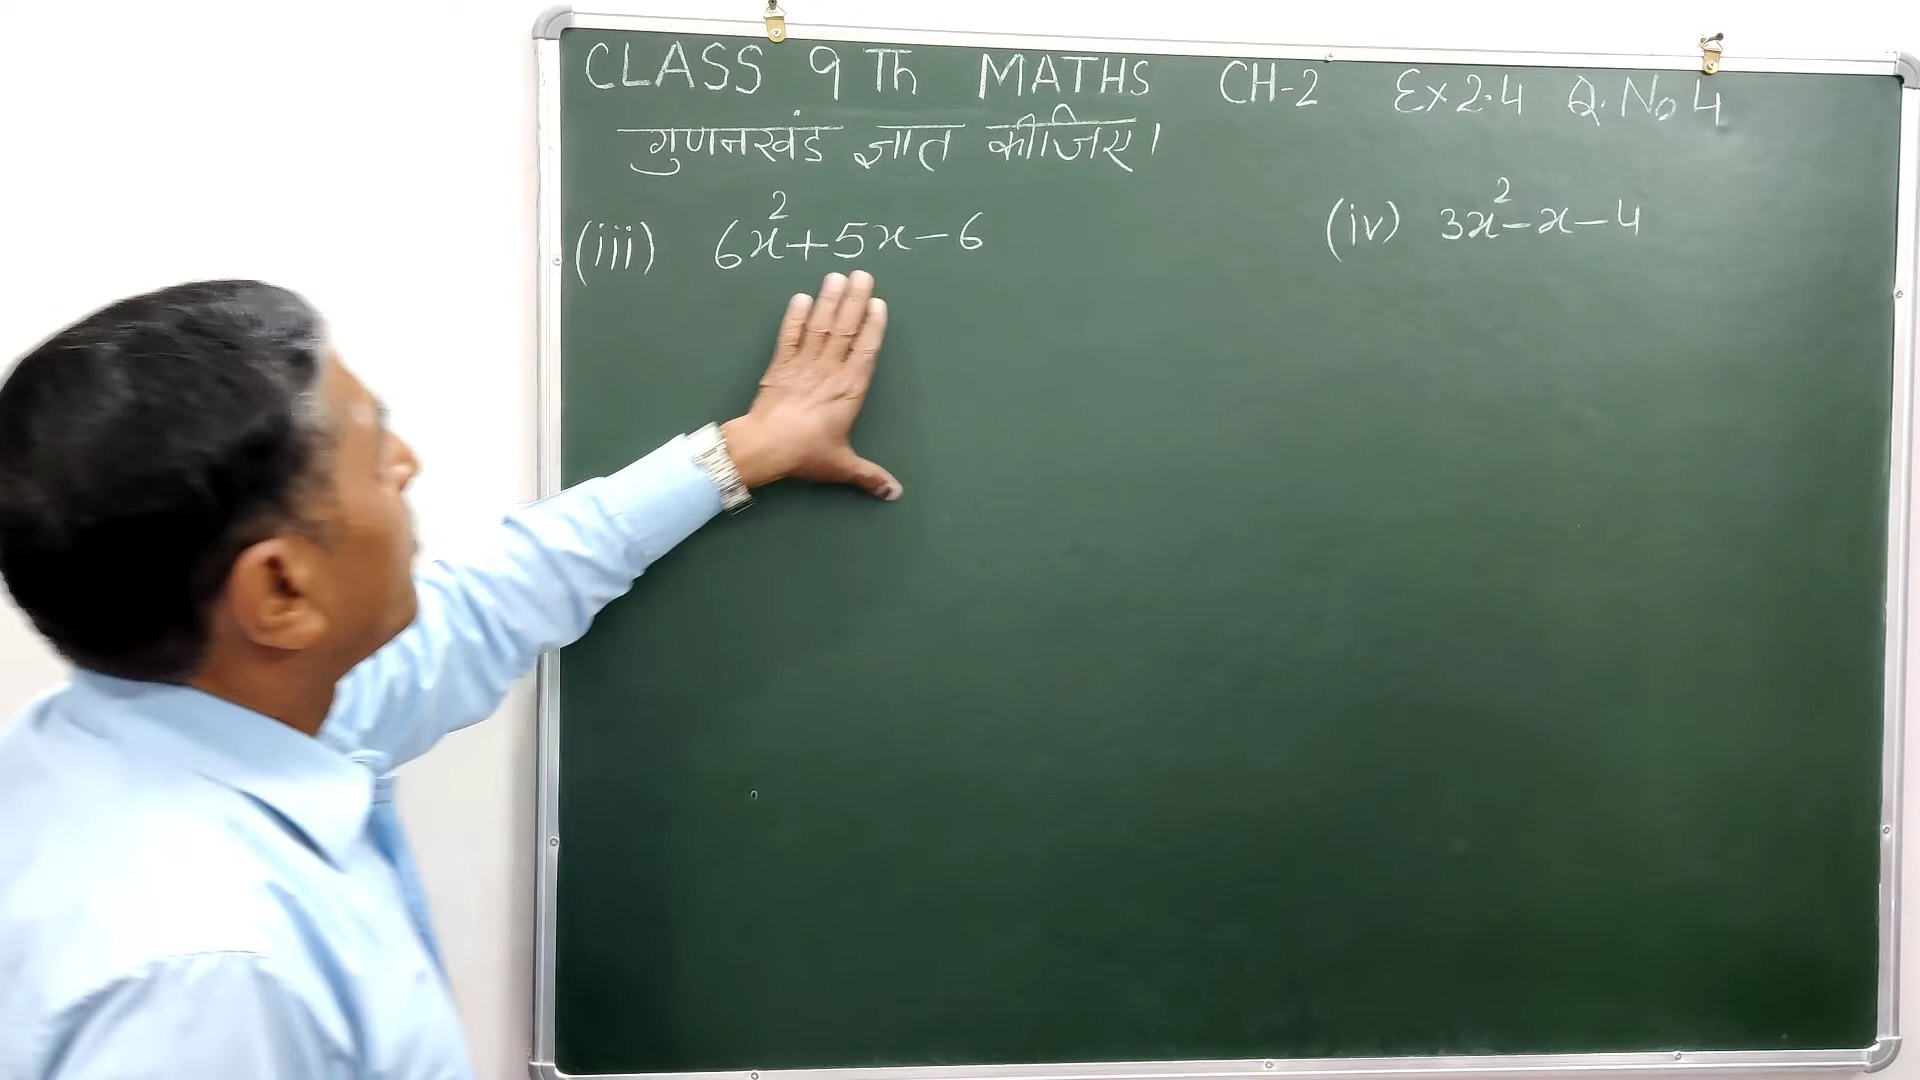 CLASS 9 Th MATHS CH-2 Ex 2.4 Q. No 4
गुणनखंड ज्ञात कीजिए।
(iii) 6x²+5x-6 (iv) 3x²-x-4